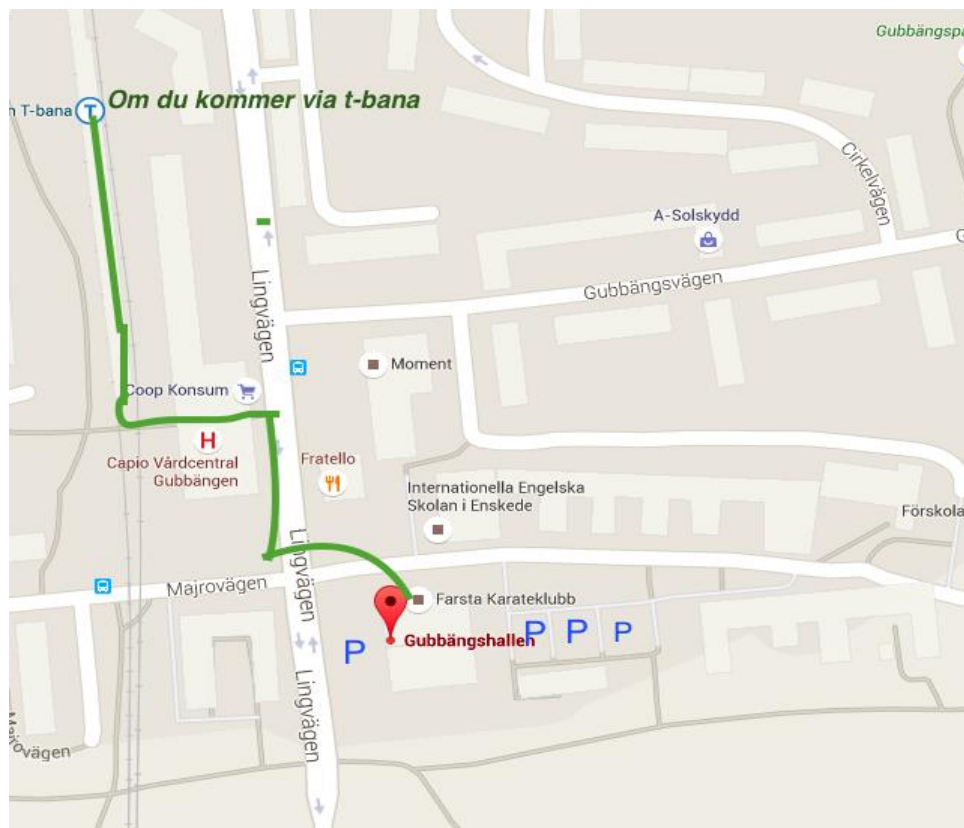 Gubbängspa
Om du kommer via t-bana
n T-bana
T
Cirkelvägen
A-Solskydd
G
Gubbängsvägen
Lingvägen
Moment
Coop Konsum
H
Capio Vårdcentral
Gubbängen
Fratello
Internationella Engelska
Skolan i Enskede
Förskola
Lingvägen
Majrovägen
Farsta Karateklubb
Gubbängshallen
P
P
P
P
Lingvägen
Majrovägen